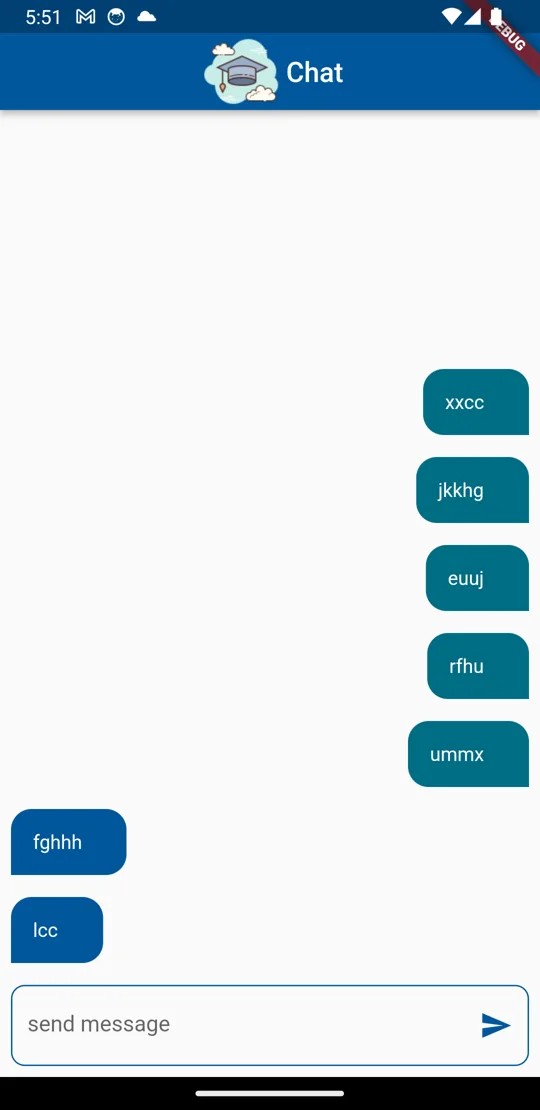 5:51
DEBUG
Chat
xxcc
jkkhg
euuj
rfhu
ummx
fghhh
lcc
send message